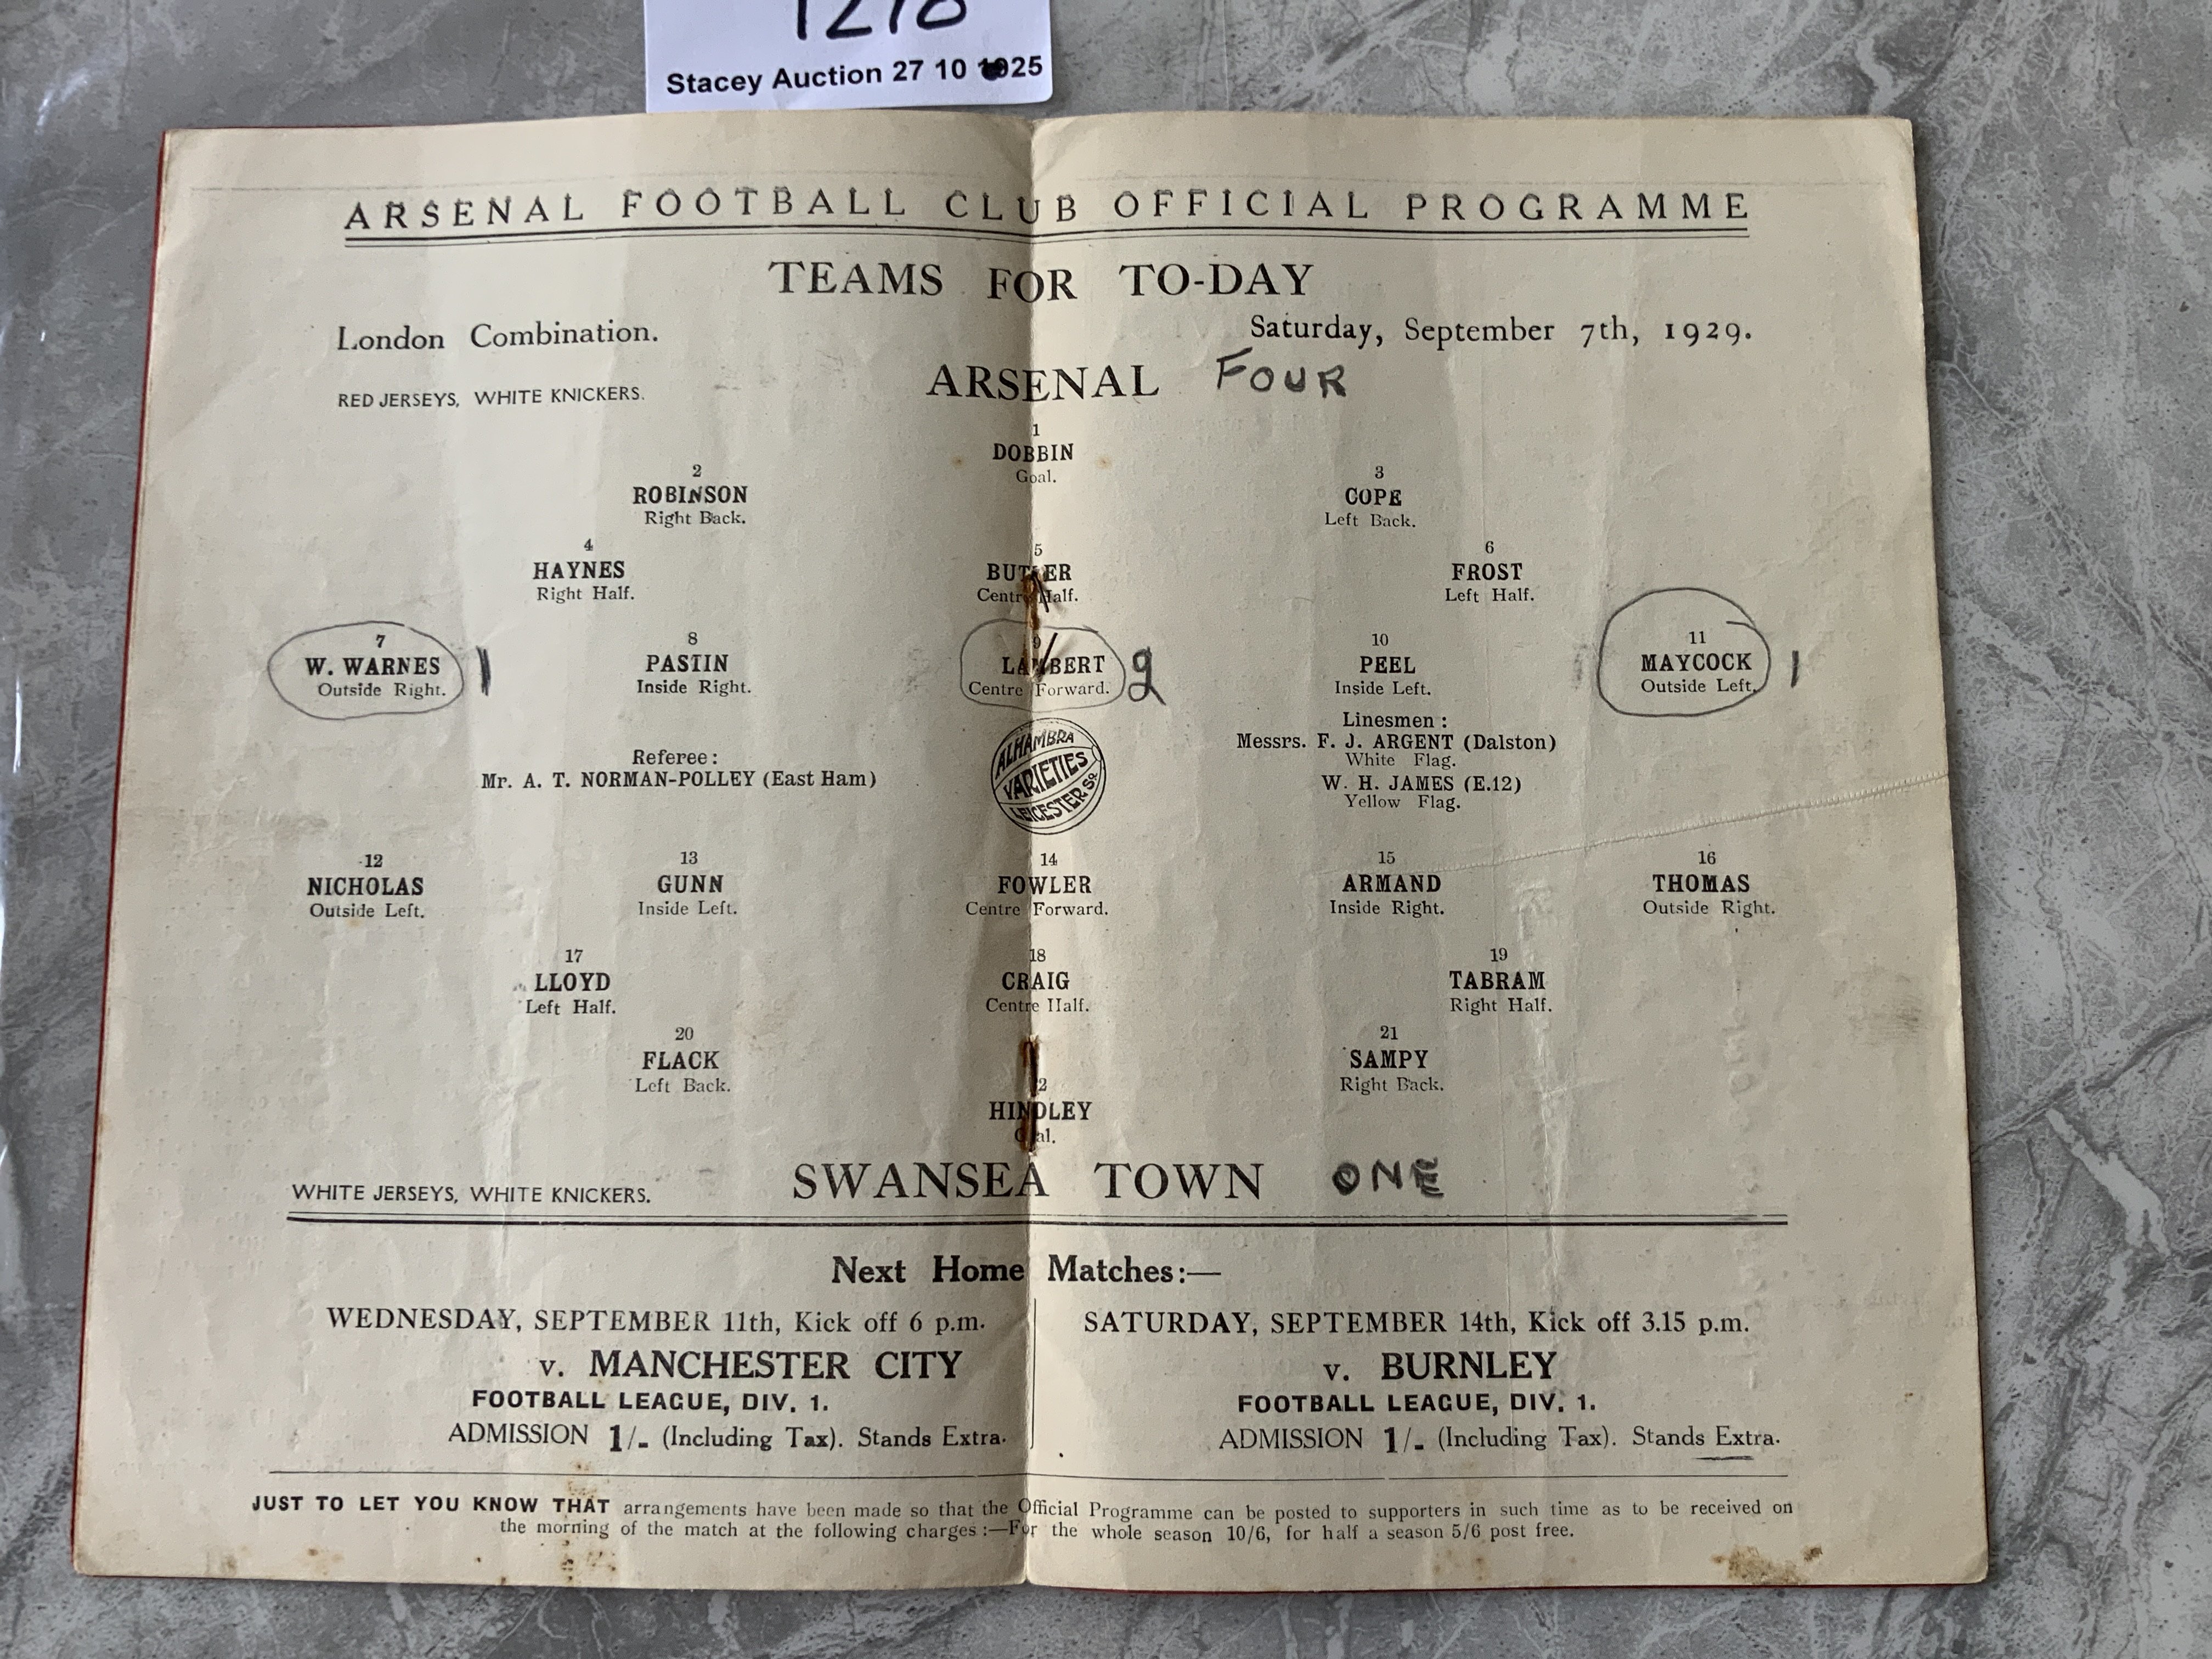 1278
Stacey Auction 27 10 2025
ARSENAL FOOTBALL CLUB OFFICIAL PROGRAMME
TEAMS FOR TO-DAY
London Combination. Saturday, September 7th, 1929.
RED JERSEYS, WHITE KNICKERS. ARSENAL FOUR
1
DOBBIN
Goal.
2 3
ROBINSON COPE
Right Back. Left Back.
4 5 6
HAYNES BUTLER FROST
Right Half. Centre Half. Left Half.
7 8 9 10 11
W. WARNES 1 PASTIN LAMBERT 2 PEEL MAYCOCK 1
Outside Right. Inside Right. Centre Forward. Inside Left. Outside Left.
Referee:
Mr. A. T. NORMAN-POLLEY (East Ham)
ALHAMBRA
VARIETIES
LEICESTER SQ
Linesmen:
Messrs. F. J. ARGENT (Dalston)
White Flag.
W. H. JAMES (E.12)
Yellow Flag.
12 13 14 15 16
NICHOLAS GUNN FOWLER ARMAND THOMAS
Outside Left. Inside Left. Centre Forward. Inside Right. Outside Right.
17 18 19
LLOYD CRAIG TABRAM
Left Half. Centre Half. Right Half.
20 21
FLACK SAMPY
Left Back. Right Back.
2
HINDLEY
Goal.
WHITE JERSEYS, WHITE KNICKERS. SWANSEA TOWN ONE
Next Home Matches:—
WEDNESDAY, SEPTEMBER 11th, Kick off 6 p.m.
v. MANCHESTER CITY
FOOTBALL LEAGUE, DIV. 1.
ADMISSION 1/- (Including Tax). Stands Extra.
SATURDAY, SEPTEMBER 14th, Kick off 3.15 p.m.
v. BURNLEY
FOOTBALL LEAGUE, DIV. 1.
ADMISSION 1/- (Including Tax). Stands Extra.
JUST TO LET YOU KNOW THAT arrangements have been made so that the Official Programme can be posted to supporters in such time as to be received on
the morning of the match at the following charges:—For the whole season 10/6, for half a season 5/6 post free.